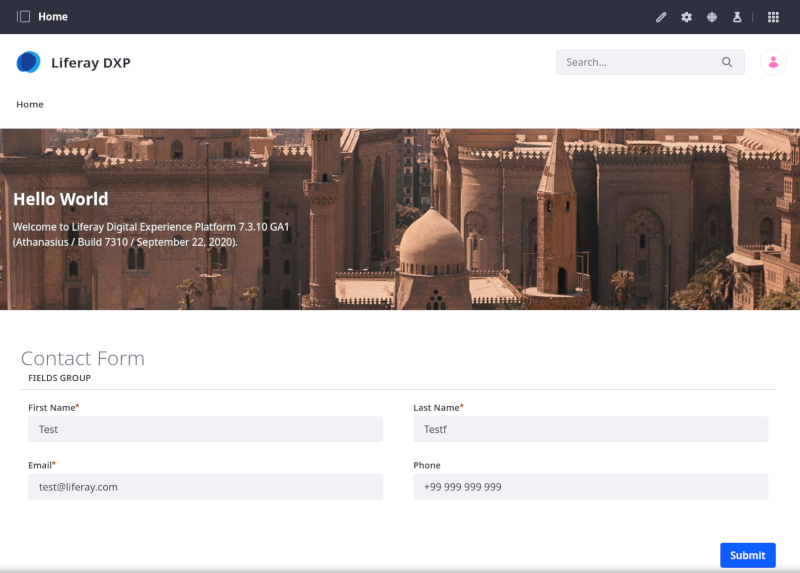 Home
Liferay DXP
Search...
Home
Hello World
Welcome to Liferay Digital Experience Platform 7.3.10 GA1
(Athanasius / Build 7310 / September 22, 2020).
Contact Form
FIELDS GROUP
First Name*
Last Name*
Test
Testf
Email*
Phone
test@liferay.com
+99 999 999 999
Submit